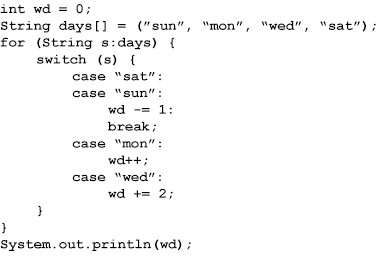 int wd = 0;
String days[] = ("sun", “mon”, “wed”, “sat”);
for (String s:days) {
switch (s) {
case “sat”:
case “sun”:
wd -= 1:
break;
case “mon”:
wd++;
case “wed”:
wd += 2;
}
}
System.out.println(wd);